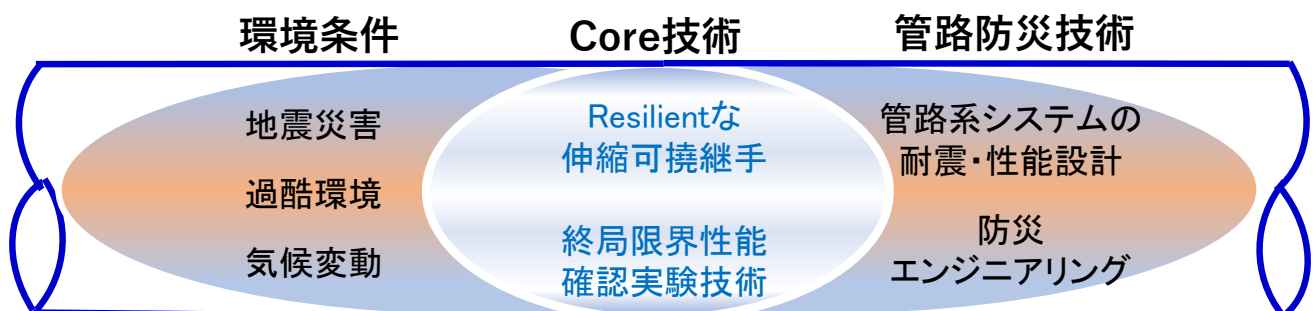 環境条件
Core技術
管路防災技術
地震災害
過酷環境
気候変動
Resilientな
伸縮可撓継手
終局限界性能
確認実験技術
管路系システムの
耐震・性能設計
防災
エンジニアリング